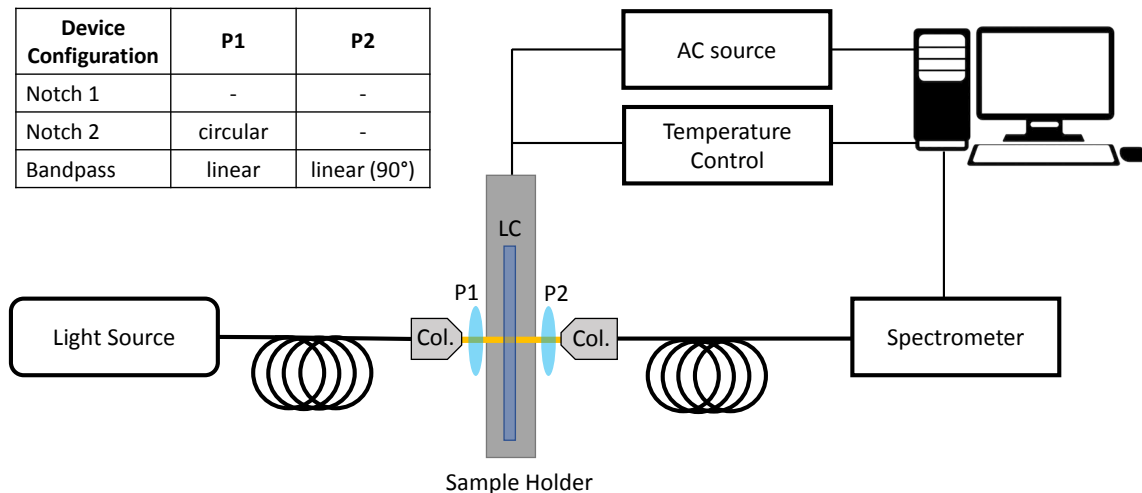 Device Configuration P1 P2
Notch 1 - -
Notch 2 circular -
Bandpass linear linear (90°)
AC source
Temperature
Control
LC
P1 P2
Light Source
Col.
Col.
Spectrometer
Sample Holder